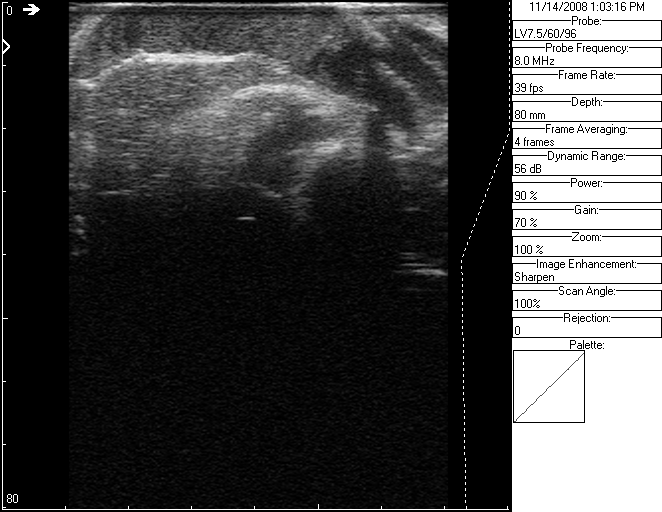 0
80
11/14/2008 1:03:16 PM
Probe:
LV7.5/60/96
Probe Frequency:
8.0 MHz
Frame Rate:
39 fps
Depth:
80 mm
Frame Averaging:
4 frames
Dynamic Range:
56 dB
Power:
90 %
Gain:
70 %
Zoom:
100 %
Image Enhancement:
Sharpen
Scan Angle:
100%
Rejection:
0
Palette: